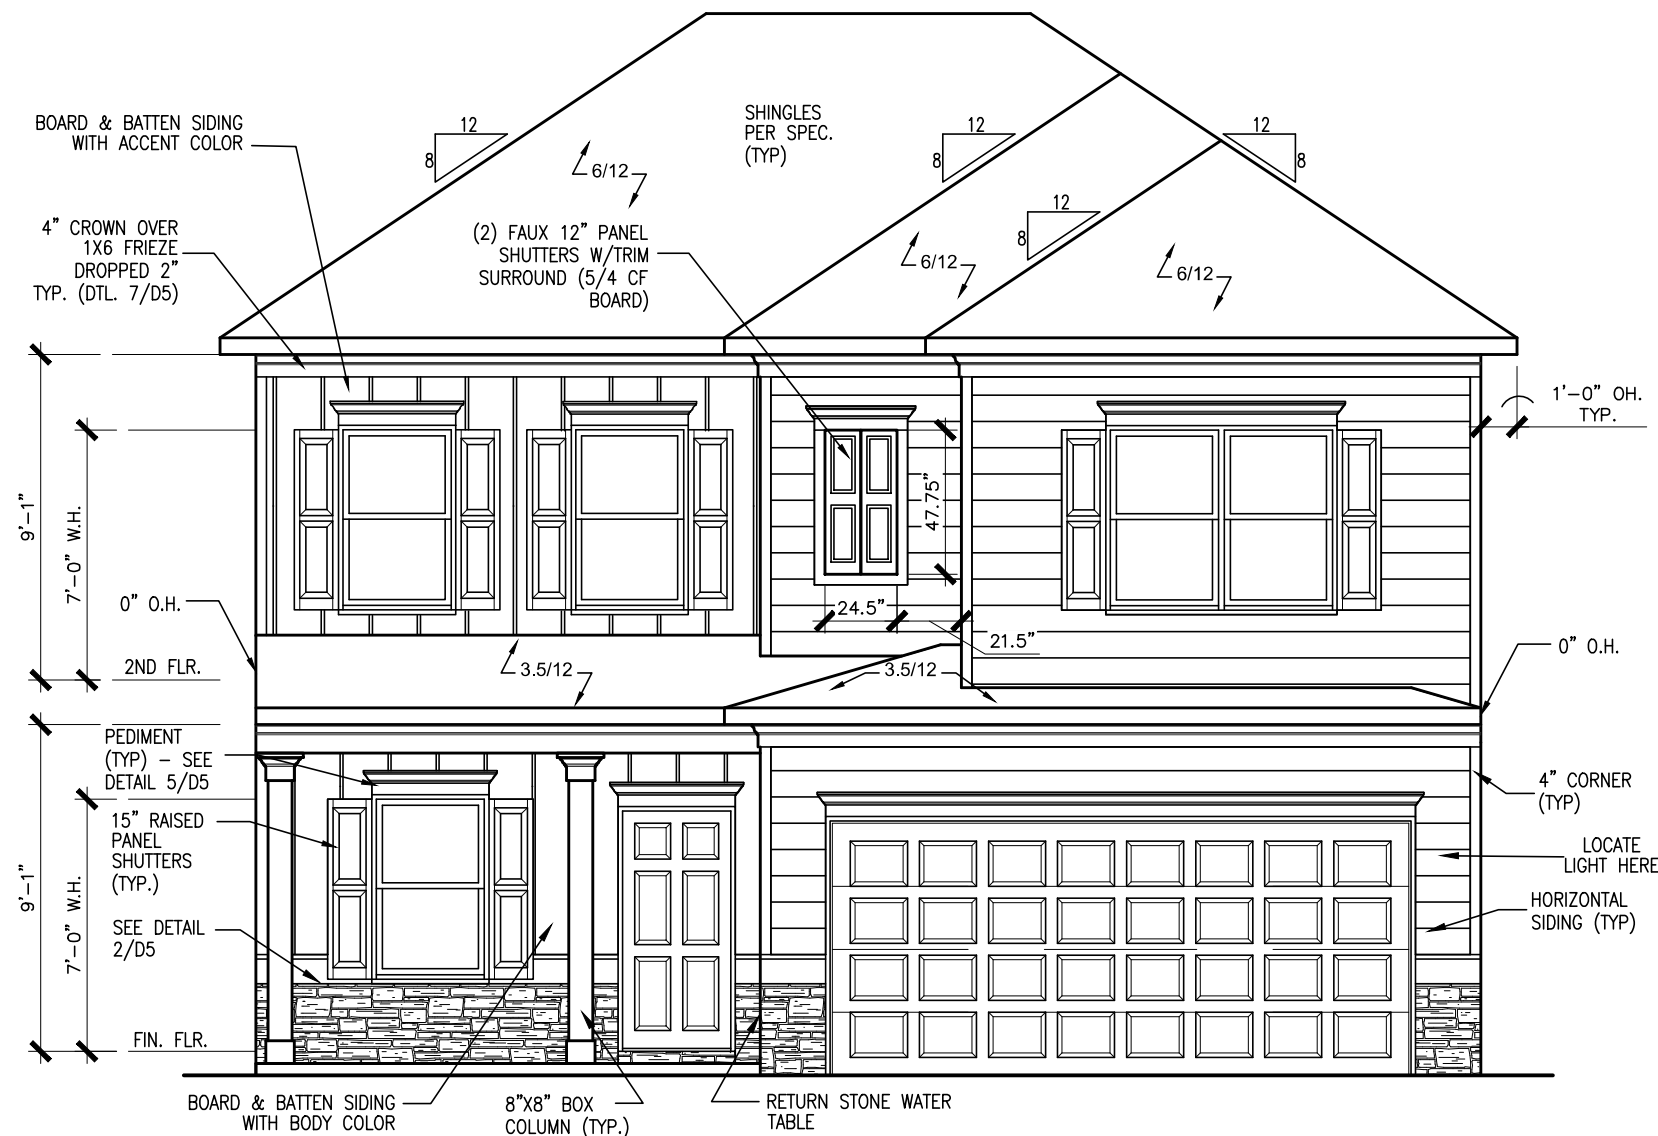 BOARD & BATTEN SIDING
WITH ACCENT COLOR
12
8
SHINGLES
PER SPEC.
(TYP)
12
8
12
8
6/12
12
8
4" CROWN OVER
1X6 FRIEZE
DROPPED 2"
TYP. (DTL. 7/D5)
(2) FAUX 12" PANEL
SHUTTERS W/TRIM
SURROUND (5/4 CF
BOARD)
6/12
6/12
1'-0" OH.
TYP.
9'-1"
7'-0" W.H.
47.75"
0" O.H.
24.5"
21.5"
0" O.H.
2ND FLR.
3.5/12
3.5/12
PEDIMENT
(TYP) - SEE
DETAIL 5/D5
4" CORNER
(TYP)
15" RAISED
PANEL
SHUTTERS
(TYP.)
LOCATE
LIGHT HERE
9'-1"
7'-0" W.H.
SEE DETAIL
2/D5
HORIZONTAL
SIDING (TYP)
FIN. FLR.
BOARD & BATTEN SIDING
WITH BODY COLOR
8"X8" BOX
COLUMN (TYP.)
RETURN STONE WATER
TABLE